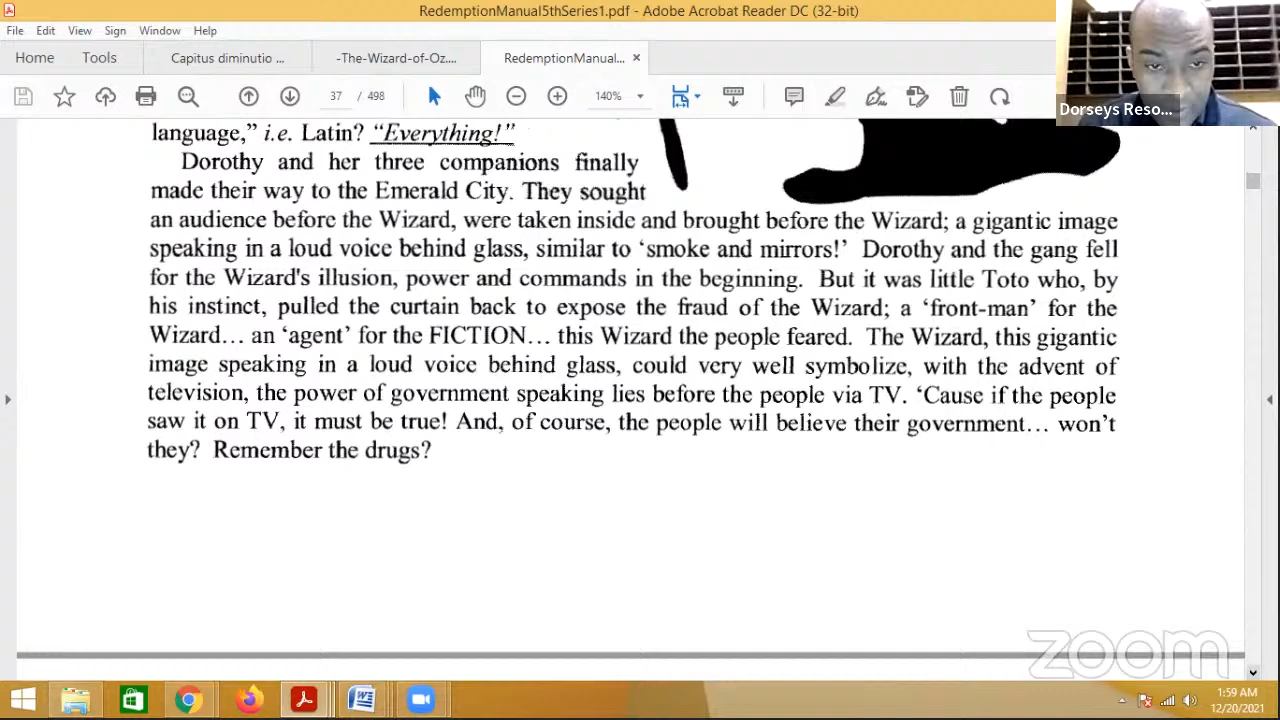 RedemptionManual5thSeries1.pdf - Adobe Acrobat Reader DC (32-bit)
File Edit View Sign Window Help
Home Tools Capitus diminutio ... -The-Wizard-of-Oz.... RedemptionManual...
37 / 140%
Dorseys Reso...
language,” i.e. Latin? “Everything!”
Dorothy and her three companions finally
made their way to the Emerald City. They sought
an audience before the Wizard, were taken inside and brought before the Wizard; a gigantic image
speaking in a loud voice behind glass, similar to ‘smoke and mirrors!’ Dorothy and the gang fell
for the Wizard's illusion, power and commands in the beginning. But it was little Toto who, by
his instinct, pulled the curtain back to expose the fraud of the Wizard; a ‘front-man’ for the
Wizard… an ‘agent’ for the FICTION… this Wizard the people feared. The Wizard, this gigantic
image speaking in a loud voice behind glass, could very well symbolize, with the advent of
television, the power of government speaking lies before the people via TV. ‘Cause if the people
saw it on TV, it must be true! And, of course, the people will believe their government… won’t
they? Remember the drugs?
zoom
1:59 AM
12/20/2021